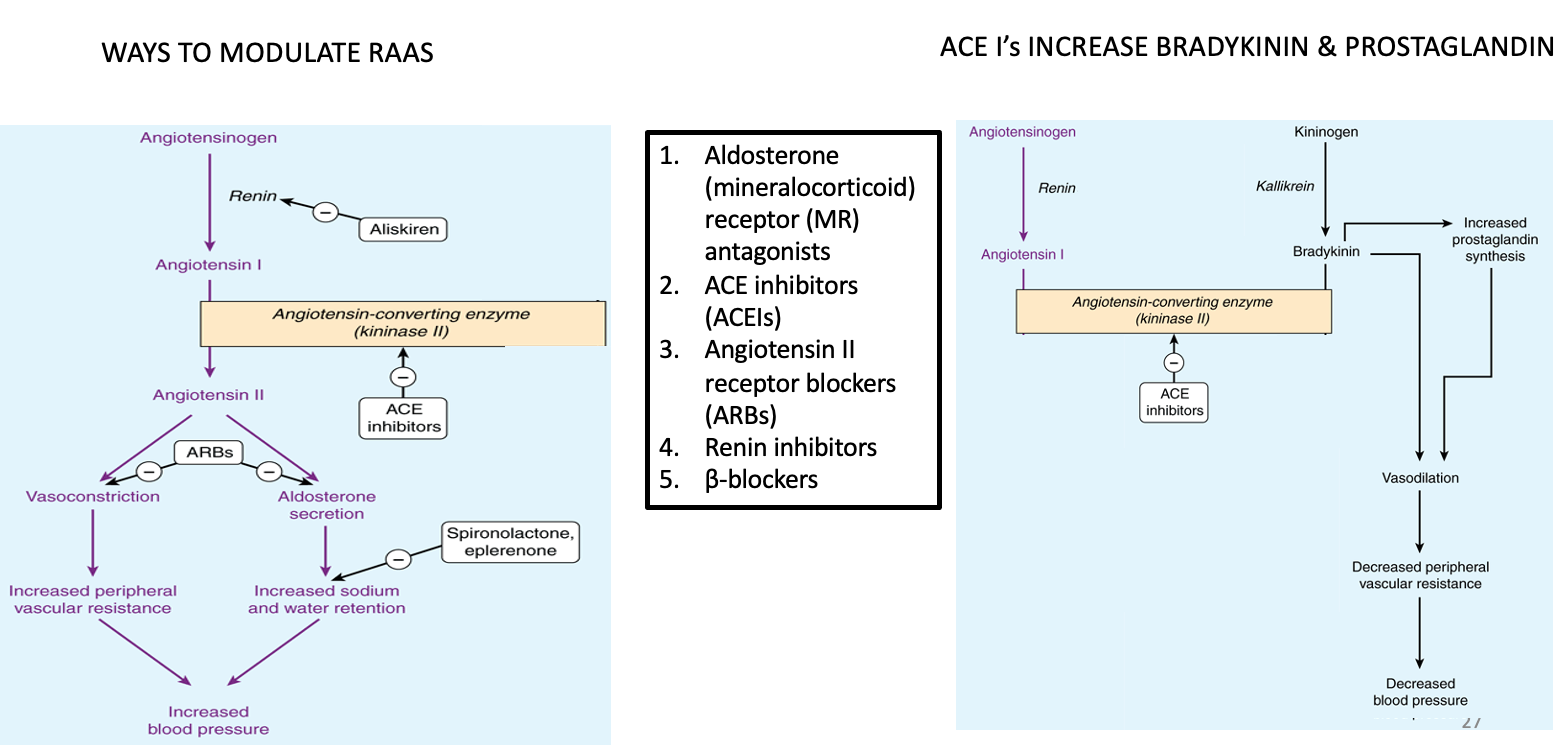 WAYS TO MODULATE RAAS
ACE I's INCREASE BRADYKININ & PROSTAGLANDIN
Angiotensinogen
Renin
Aliskiren
Angiotensin I
Angiotensin-converting enzyme
(kininase II)
ACE
inhibitors
Angiotensin II
ARBs
Vasoconstriction
Aldosterone
secretion
Spironolactone,
eplerenone
Increased peripheral
vascular resistance
Increased sodium
and water retention
Increased
blood pressure
1. Aldosterone
(mineralocorticoid)
receptor (MR)
antagonists
2. ACE inhibitors
(ACEIs)
3. Angiotensin II
receptor blockers
(ARBs)
4. Renin inhibitors
5. β-blockers
Angiotensinogen
Kininogen
Renin
Kallikrein
Angiotensin I
Bradykinin
Increased
prostaglandin
synthesis
Angiotensin-converting enzyme
(kininase II)
ACE
inhibitors
Vasodilation
Decreased peripheral
vascular resistance
Decreased
blood pressure
27